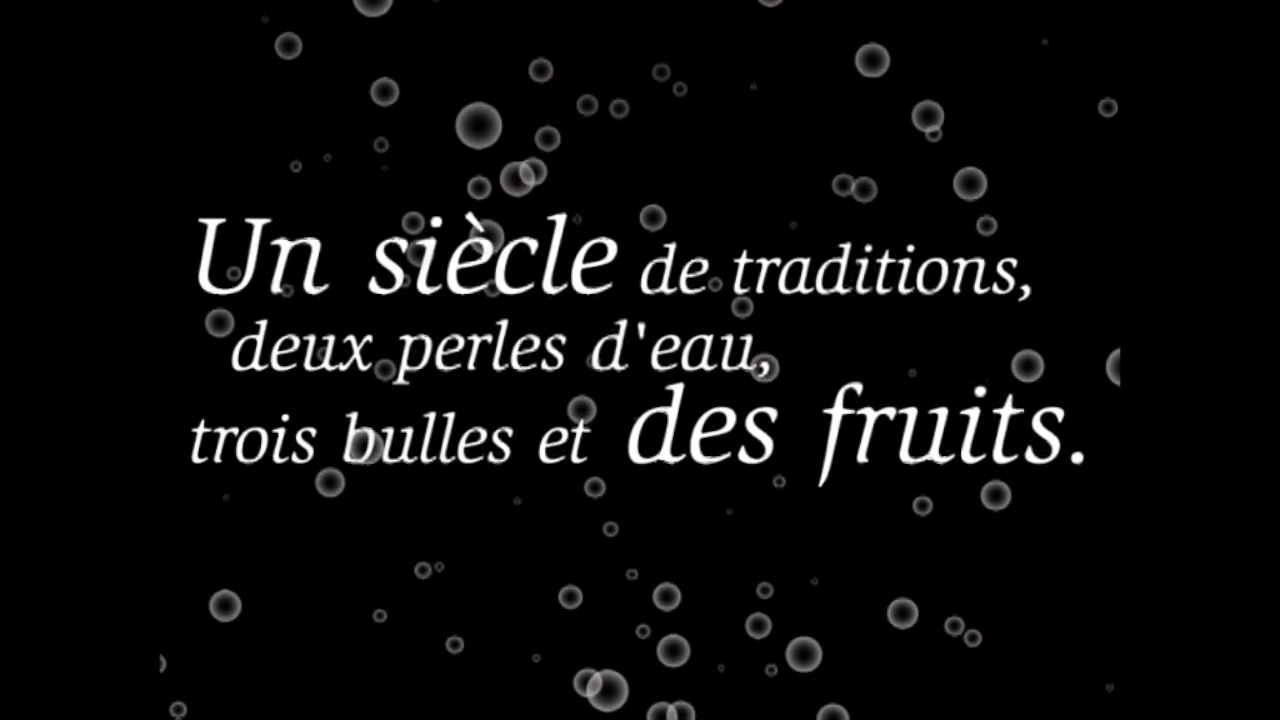 Un siècle de traditions,
deux perles d'eau,
trois bulles et des fruits.